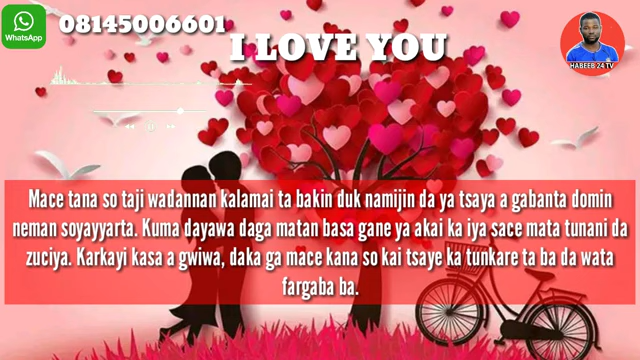 08145006601
WhatsApp
I LOVE YOU
HABEEB 24 TV
Mace tana so taji wadannan kalamai ta bakin duk namijin da ya tsaya a gabanta domin
neman soyayyarta. Kuma dayawa daga matan basa gane ya akai ka iya sace mata tunani da
zuciya. Karkayi kasa a gwiwa, daka ga mace kana so kai tsaye ka tunkare ta ba da wata
fargaba ba.